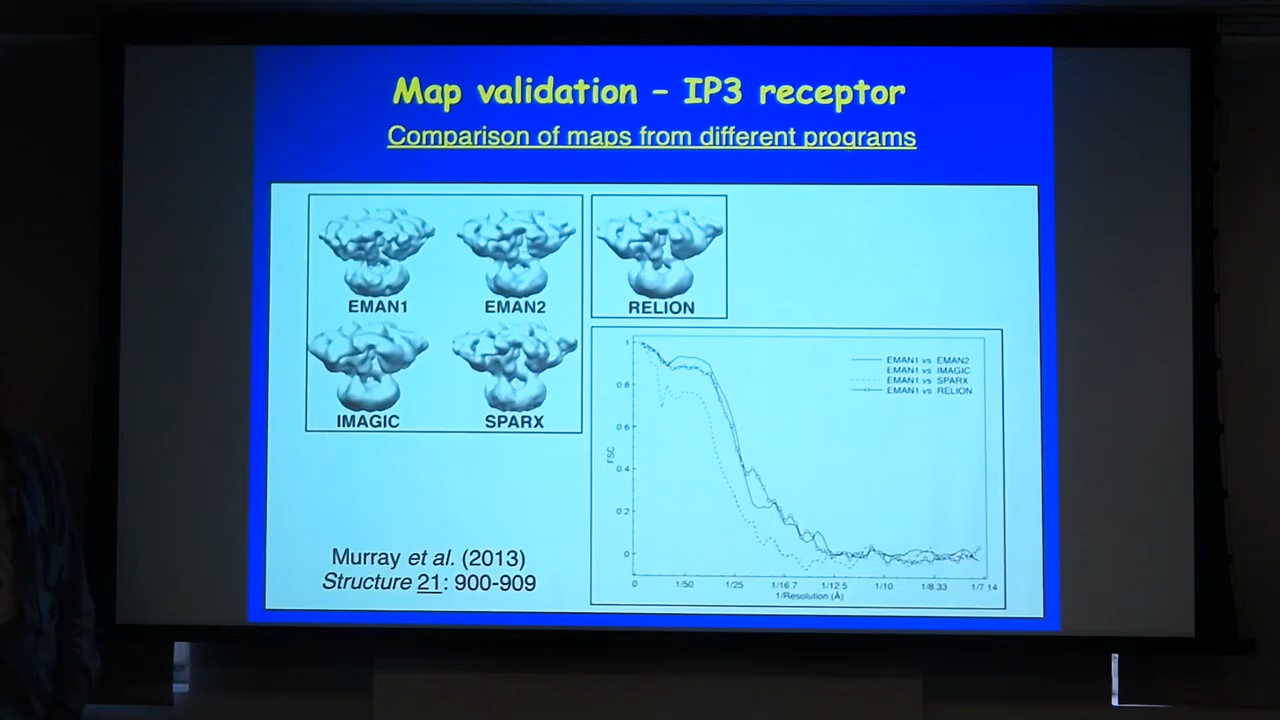 Map validation – IP3 receptor
Comparison of maps from different programs
EMAN1
EMAN2
RELION
IMAGIC
SPARX
EMAN1 vs EMAN2
EMAN1 vs IMAGIC
EMAN1 vs SPARX
EMAN1 vs RELION
1
0.8
0.6
0.4
0.2
0
FSC
0
1/50
1/25
1/16.7
1/12.5
1/10
1/8.33
1/7.14
1/Resolution (Å)
Murray et al. (2013)
Structure 21: 900-909